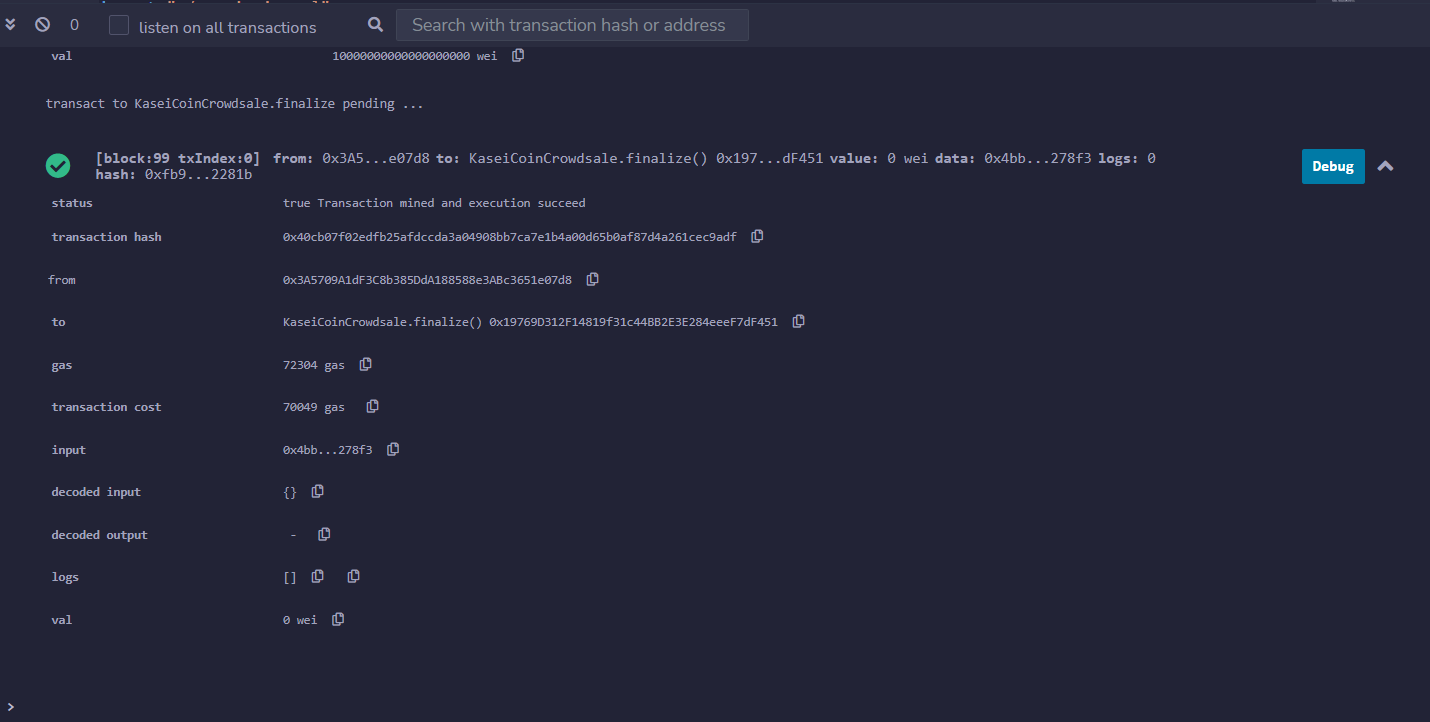 0 listen on all transactions Search with transaction hash or address
val 10000000000000000000 wei
transact to KaseiCoinCrowdsale.finalize pending ...
[block:99 txIndex:0] from: 0x3A5...e07d8 to: KaseiCoinCrowdsale.finalize() 0x197...dF451 value: 0 wei data: 0x4bb...278f3 logs: 0
hash: 0xfb9...2281b
Debug
status true Transaction mined and execution succeed
transaction hash 0x40cb07f02edfb25afdccda3a04908bb7ca7e1b4a00d65b0af87d4a261cec9adf
from 0x3A5709A1dF3C8b385DdA188588e3ABc3651e07d8
to KaseiCoinCrowdsale.finalize() 0x19769D312F14819f31c44BB2E3E284eeeF7dF451
gas 72304 gas
transaction cost 70049 gas
input 0x4bb...278f3
decoded input {}
decoded output -
logs []
val 0 wei
>